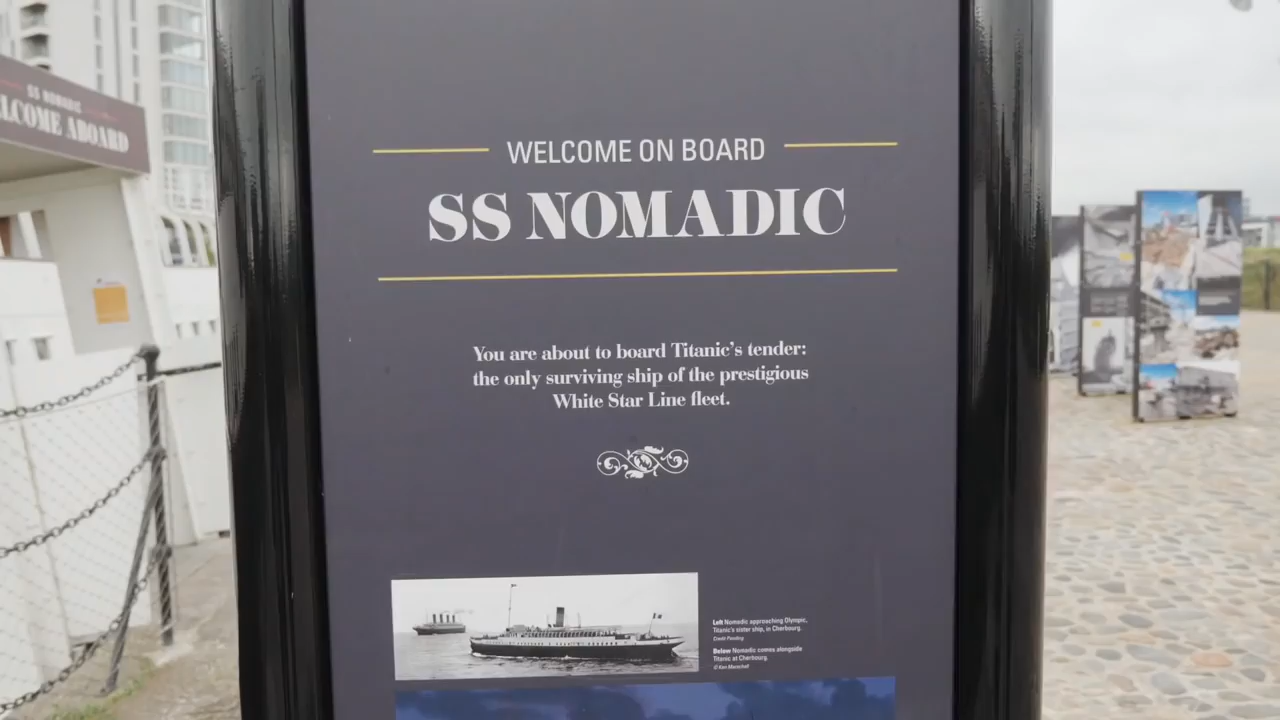 SS NOMADIC
WELCOME ABOARD
WELCOME ON BOARD
SS NOMADIC
You are about to board Titanic's tender:
the only surviving ship of the prestigious
White Star Line fleet.
Left Nomadic approaching Olympic,
Titanic's sister ship, in Cherbourg.
Below Nomadic comes alongside
Titanic at Cherbourg.
© Ken Marschall